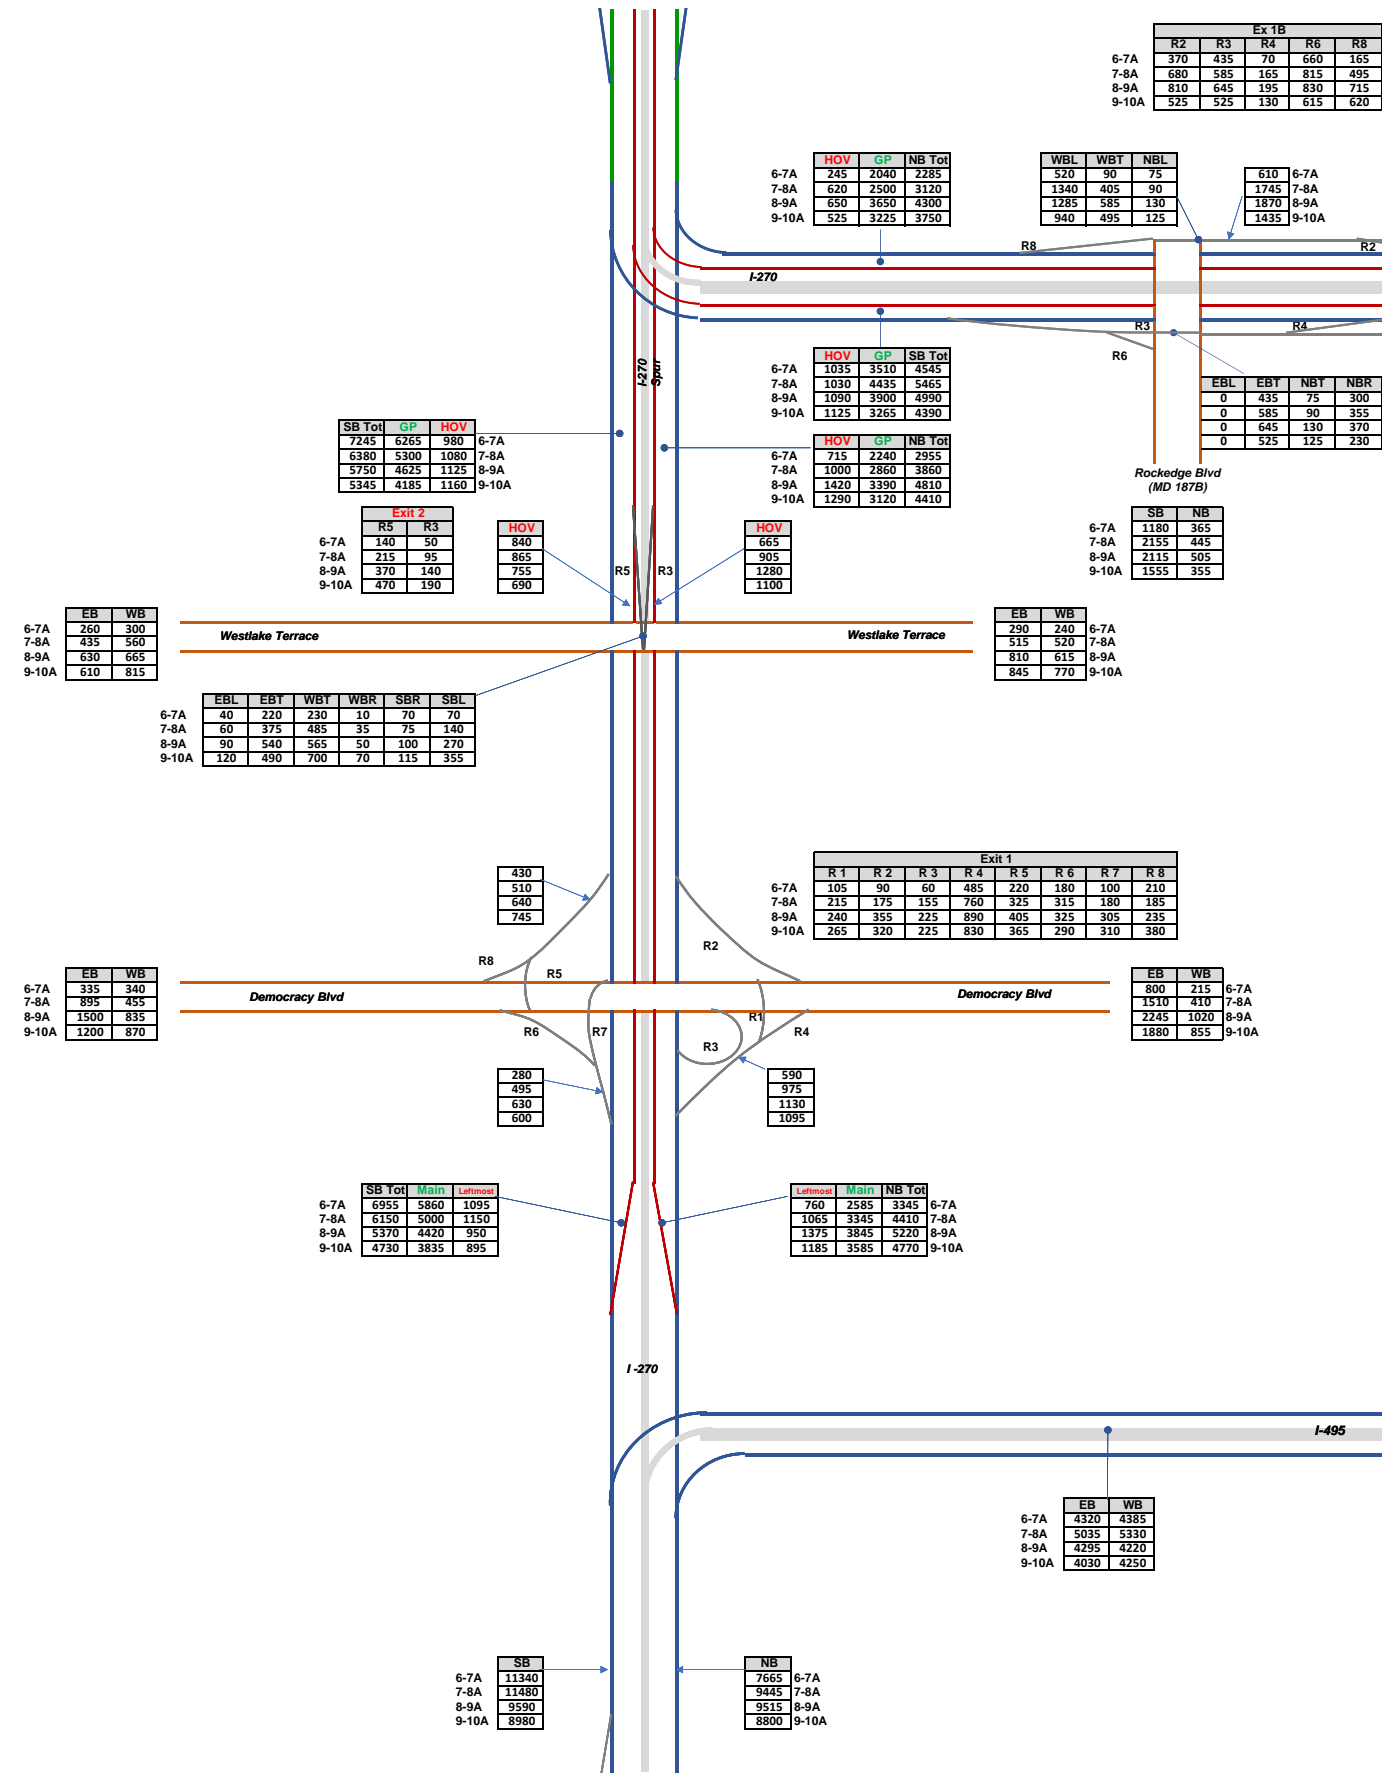 Ex 1B
R2 R3 R4 R6 R8
6-7A 370 435 70 660 165
7-8A 680 585 165 815 495
8-9A 810 645 195 830 715
9-10A 525 525 130 615 620
HOV GP NB Tot
6-7A 245 2040 2285
7-8A 620 2500 3120
8-9A 650 3650 4300
9-10A 525 3225 3750
WBL WBT NBL
520 90 75
1340 405 90
1285 585 130
940 495 125
610 6-7A
1745 7-8A
1870 8-9A
1435 9-10A
R8
R2
I-270
R3
R4
R6
I-270
Spur
HOV GP SB Tot
6-7A 1035 3510 4545
7-8A 1030 4435 5465
8-9A 1090 3900 4990
9-10A 1125 3265 4390
EBL EBT NBT NBR
0 435 75 300
0 585 90 355
0 645 130 370
0 525 125 230
SB Tot GP HOV
7245 6265 980 6-7A
6380 5300 1080 7-8A
5750 4625 1125 8-9A
5345 4185 1160 9-10A
HOV GP NB Tot
6-7A 715 2240 2955
7-8A 1000 2860 3860
8-9A 1420 3390 4810
9-10A 1290 3120 4410
Rockedge Blvd
(MD 187B)
SB NB
6-7A 1180 365
7-8A 2155 445
8-9A 2115 505
9-10A 1555 355
Exit 2
R5 R3
6-7A 140 50
7-8A 215 95
8-9A 370 140
9-10A 470 190
HOV
840
865
755
690
HOV
665
905
1280
1100
R5
R3
EB WB
6-7A 260 300
7-8A 435 560
8-9A 630 665
9-10A 610 815
Westlake Terrace
Westlake Terrace
EB WB
290 240 6-7A
515 520 7-8A
810 615 8-9A
845 770 9-10A
EBL EBT WBT WBR SBR SBL
6-7A 40 220 230 10 70 70
7-8A 60 375 485 35 75 140
8-9A 90 540 565 50 100 270
9-10A 120 490 700 70 115 355
430
510
640
745
Exit 1
R 1 R 2 R 3 R 4 R 5 R 6 R 7 R 8
6-7A 105 90 60 485 220 180 100 210
7-8A 215 175 155 760 325 315 180 185
8-9A 240 355 225 890 405 325 305 235
9-10A 265 320 225 830 365 290 310 380
R2
R8
R5
EB WB
6-7A 335 340
7-8A 895 455
8-9A 1500 835
9-10A 1200 870
Democracy Blvd
Democracy Blvd
EB WB
800 215 6-7A
1510 410 7-8A
2245 1020 8-9A
1880 855 9-10A
R6
R7
R3
R1
R4
280
495
630
600
590
975
1130
1095
SB Tot Main Leftmost
6-7A 6955 5860 1095
7-8A 6150 5000 1150
8-9A 5370 4420 950
9-10A 4730 3835 895
Leftmost Main NB Tot
760 2585 3345 6-7A
1065 3345 4410 7-8A
1375 3845 5220 8-9A
1185 3585 4770 9-10A
I -270
I-495
EB WB
6-7A 4320 4385
7-8A 5035 5330
8-9A 4295 4220
9-10A 4030 4250
SB
6-7A 11340
7-8A 11480
8-9A 9590
9-10A 8980
NB
7665 6-7A
9445 7-8A
9515 8-9A
8800 9-10A